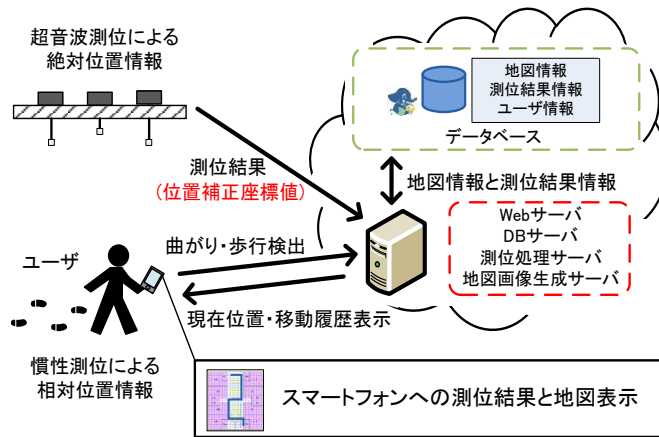 超音波測位による
絶対位置情報
地図情報
測位結果情報
ユーザ情報
データベース
測位結果
(位置補正座標値)
地図情報と測位結果情報
Webサーバ
DBサーバ
測位処理サーバ
地図画像生成サーバ
ユーザ
曲がり・歩行検出
現在位置・移動履歴表示
慣性測位による
相対位置情報
スマートフォンへの測位結果と地図表示